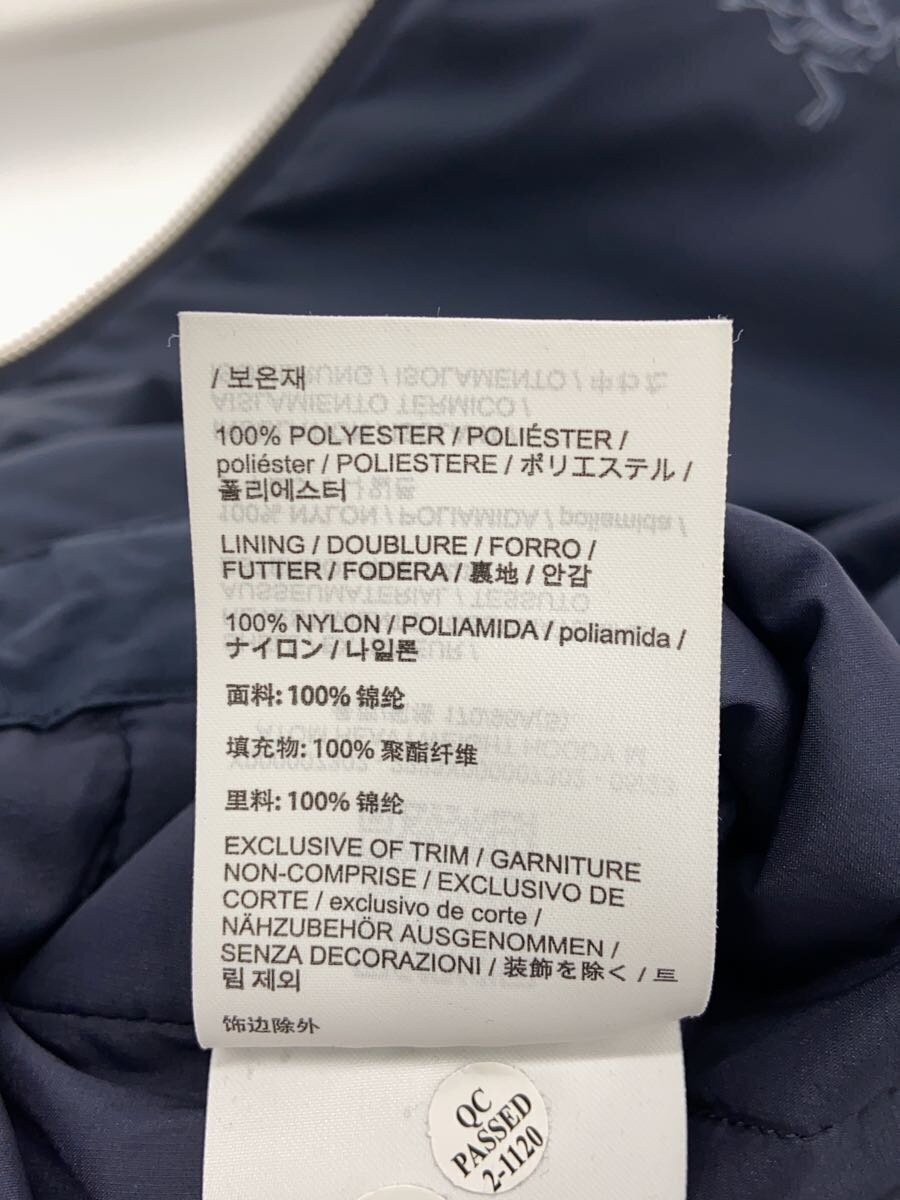 / 보온재
100% POLYESTER / POLIÉSTER /
poliéster / POLIESTERE / ポリエステル /
폴리에스터
LINING / DOUBLURE / FORRO /
FUTTER / FODERA / 裏地 / 안감
100% NYLON / POLIAMIDA / poliamida /
ナイロン / 나일론
面料: 100% 锦纶
填充物: 100% 聚酯纤维
里料: 100% 锦纶
EXCLUSIVE OF TRIM / GARNITURE
NON-COMPRISE / EXCLUSIVO DE
CORTE / exclusivo de corte /
NÄHZUBEHÖR AUSGENOMMEN /
SENZA DECORAZIONI / 装飾を除く / 트
림 제외
饰边除外
QC
PASSED
2-1120